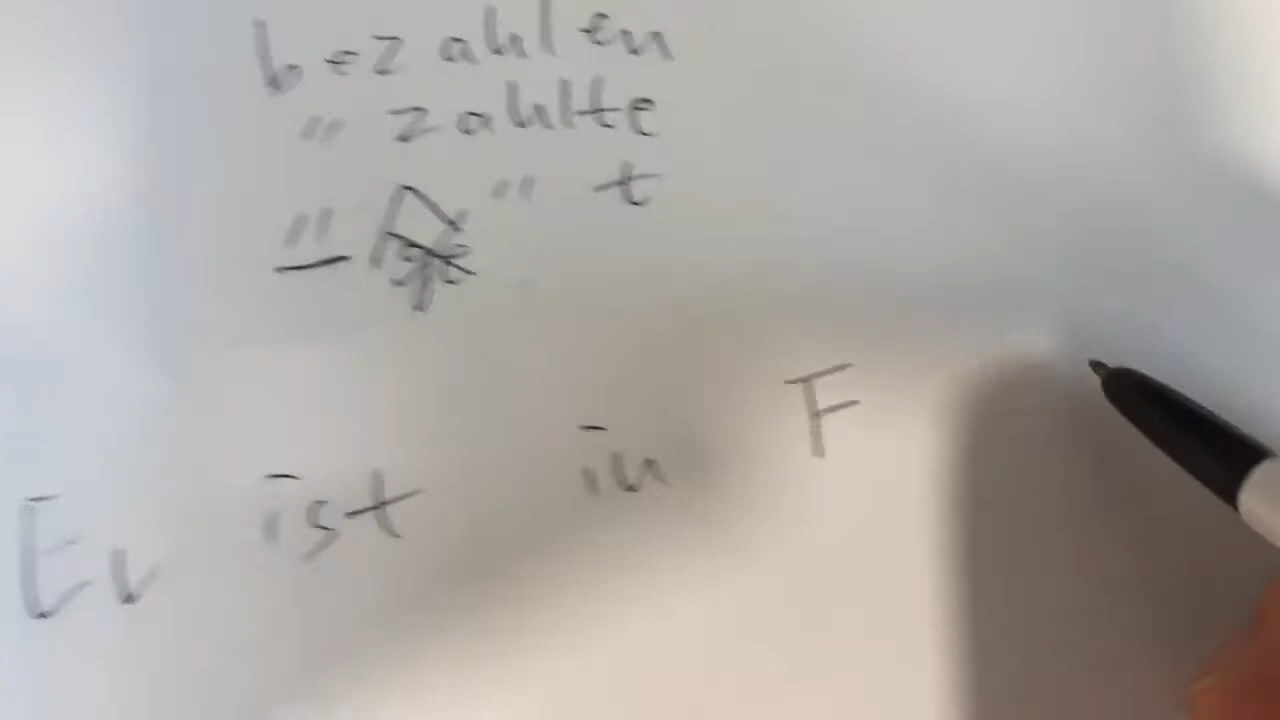 bezahlen
" zahlte
" " t
Er ist in F